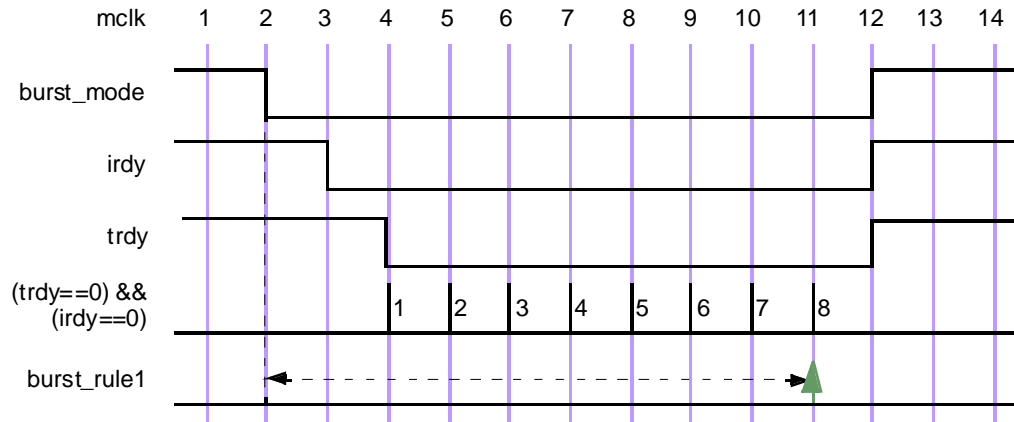 mclk 1 2 3 4 5 6 7 8 9 10 11 12 13 14
burst_mode
irdy
trdy
(trdy==0) &&
(irdy==0)
1 2 3 4 5 6 7 8
burst_rule1